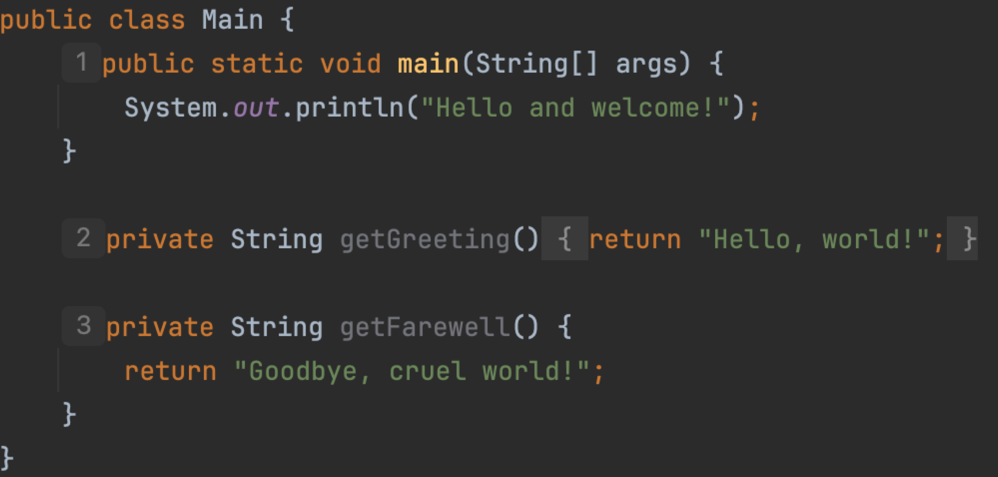 public class Main {
1 public static void main(String[] args) {
System.out.println("Hello and welcome!");
}
2 private String getGreeting() { return "Hello, world!"; }
3 private String getFarewell() {
return "Goodbye, cruel world!";
}
}